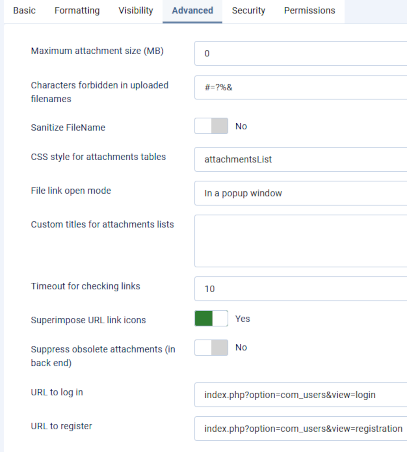 Basic Formatting Visibility Advanced Security Permissions
Maximum attachment size (MB) 0
Characters forbidden in uploaded filenames #=?%&
Sanitize FileName No
CSS style for attachments tables attachmentsList
File link open mode In a popup window
Custom titles for attachments lists
Timeout for checking links 10
Superimpose URL link icons Yes
Suppress obsolete attachments (in back end) No
URL to log in index.php?option=com_users&view=login
URL to register index.php?option=com_users&view=registration